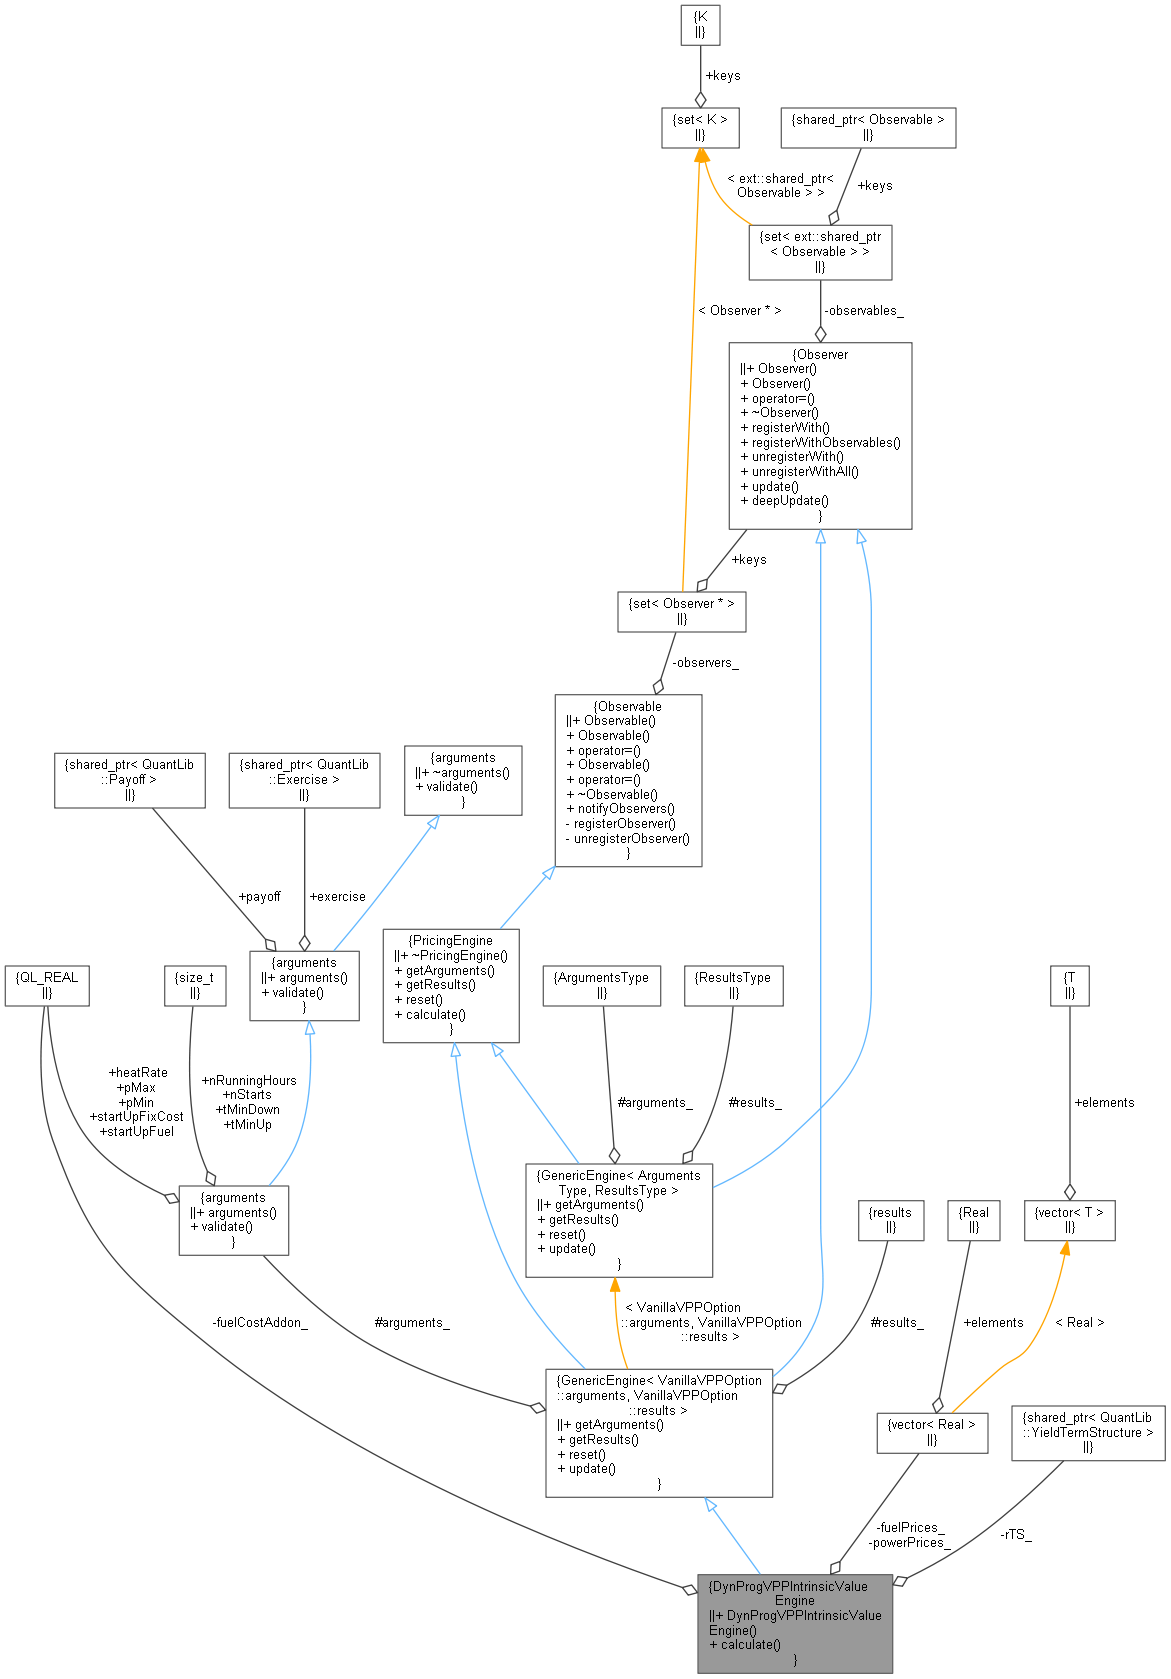 {K
||}
+keys
{set< K >
||}
{shared_ptr< Observable >
||}
< ext::shared_ptr<
Observable > >
+keys
{set< ext::shared_ptr
< Observable > >
||}
< Observer * >
-observables_
{Observer
||+ Observer()
+ Observer()
+ operator=()
+ ~Observer()
+ registerWith()
+ registerWithObservables()
+ unregisterWith()
+ unregisterWithAll()
+ update()
+ deepUpdate()
}
+keys
{set< Observer * >
||}
-observers_
{Observable
||+ Observable()
+ Observable()
+ operator=()
+ Observable()
+ operator=()
+ ~Observable()
+ notifyObservers()
- registerObserver()
- unregisterObserver()
}
{shared_ptr< QuantLib
::Payoff >
||}
{shared_ptr< QuantLib
::Exercise >
||}
{arguments
||+ ~arguments()
+ validate()
}
+payoff
+exercise
{PricingEngine
||+ ~PricingEngine()
+ getArguments()
+ getResults()
+ reset()
+ calculate()
}
{arguments
||+ arguments()
+ validate()
}
{QL_REAL
||}
{size_t
||}
{ArgumentsType
||}
{ResultsType
||}
{T
||}
+heatRate
+pMax
+pMin
+startUpFixCost
+startUpFuel
+nRunningHours
+nStarts
+tMinDown
+tMinUp
#arguments_
#results_
+elements
{arguments
||+ arguments()
+ validate()
}
{GenericEngine< Arguments
Type, ResultsType >
||+ getArguments()
+ getResults()
+ reset()
+ update()
}
{results
||}
{Real
||}
{vector< T >
||}
-fuelCostAddon_
#arguments_
< VanillaVPPOption
::arguments, VanillaVPPOption
::results >
#results_
+elements
< Real >
{GenericEngine< VanillaVPPOption
::arguments, VanillaVPPOption
::results >
||+ getArguments()
+ getResults()
+ reset()
+ update()
}
{vector< Real >
||}
{shared_ptr< QuantLib
::YieldTermStructure >
||}
-fuelPrices_
-powerPrices_
-rTS_
{DynProgVPPIntrinsicValue
Engine
||+ DynProgVPPIntrinsicValue
Engine()
+ calculate()
}